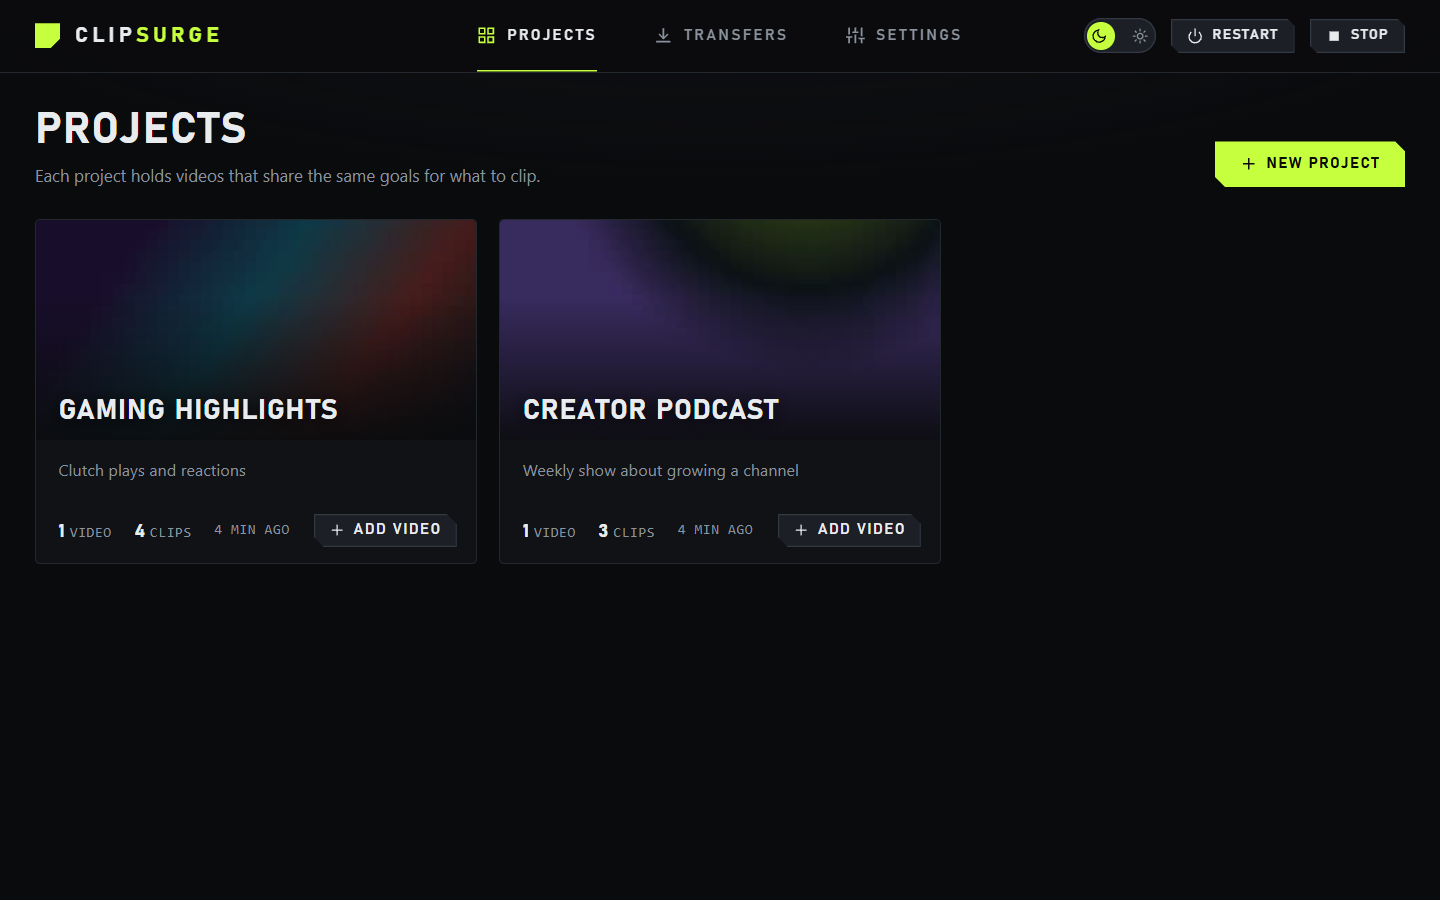 CLIPSURGE
PROJECTS
TRANSFERS
SETTINGS
RESTART
STOP
PROJECTS
Each project holds videos that share the same goals for what to clip.
+ NEW PROJECT
GAMING HIGHLIGHTS
Clutch plays and reactions
1 VIDEO 4 CLIPS 4 MIN AGO + ADD VIDEO
CREATOR PODCAST
Weekly show about growing a channel
1 VIDEO 3 CLIPS 4 MIN AGO + ADD VIDEO